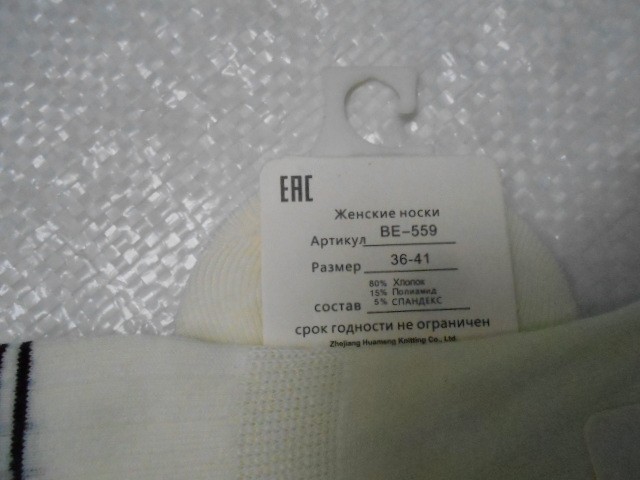 EAC
Женские носки
Артикул BE-559
Размер 36-41
80% Хлопок
15% Полиамид
состав 5% СПАНДЕКС
срок годности не ограничен
Zhejiang Huameng Knitting Co., Ltd.